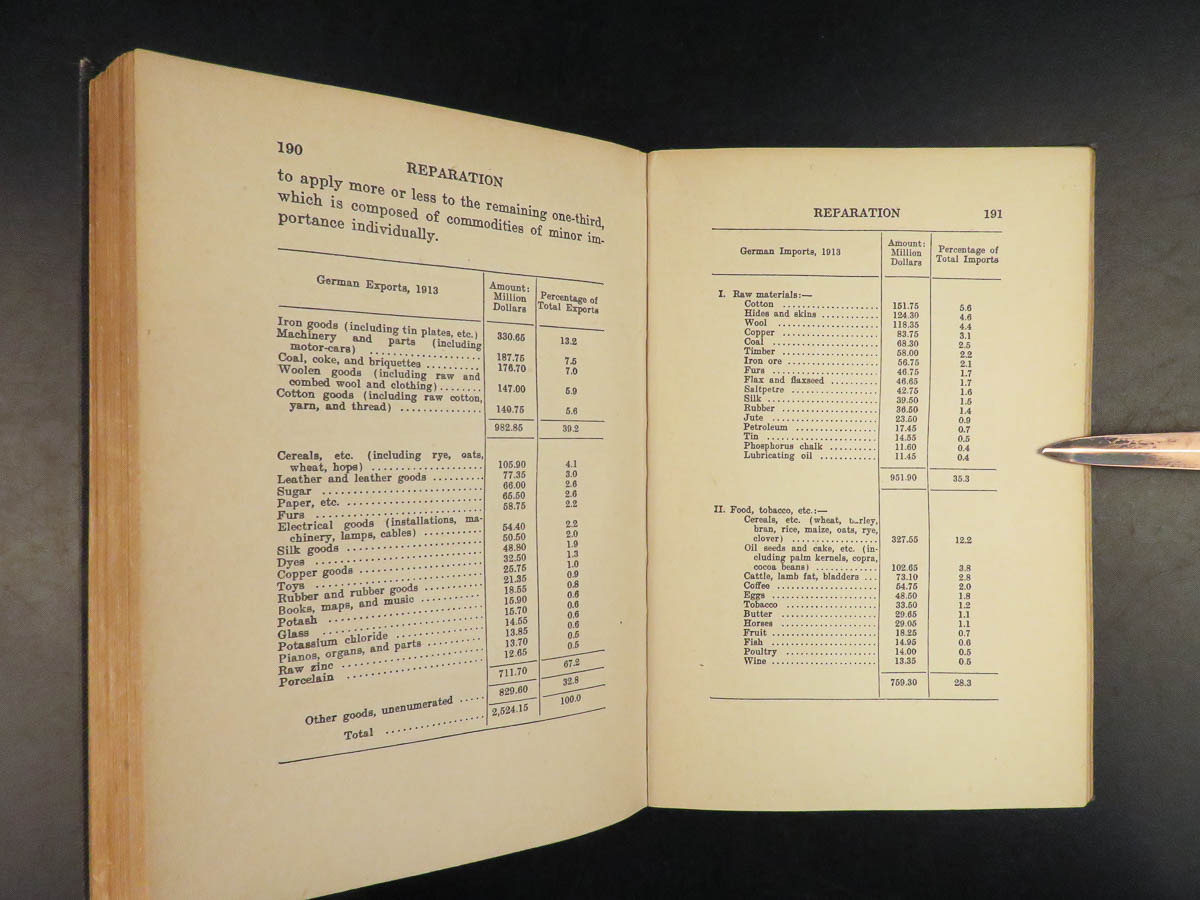 190
REPARATION
to apply more or less to the remaining one-third,
which is composed of commodities of minor im-
portance individually.
German Exports, 1913 Amount: Million Dollars Percentage of Total Exports
Iron goods (including tin plates, etc.) 330.65 13.2
Machinery and parts (including
motor-cars) 187.75 7.5
Coal, coke, and briquettes 176.70 7.0
Woolen goods (including raw and
combed wool and clothing) 147.00 5.9
Cotton goods (including raw cotton,
yarn, and thread) 140.75 5.6
982.85 39.2
Cereals, etc. (including rye, oats,
wheat, hops) 105.90 4.1
Leather and leather goods 77.35 3.0
Sugar 66.00 2.6
Paper, etc. 65.50 2.6
Furs 58.75 2.2
Electrical goods (installations, ma-
chinery, lamps, cables) 54.40 2.2
Silk goods 50.50 2.0
Dyes 48.80 1.9
Copper goods 32.50 1.3
Toys 25.75 1.0
Rubber and rubber goods 21.35 0.9
Books, maps, and music 18.55 0.8
Potash 15.90 0.6
Glass 15.70 0.6
Potassium chloride 14.55 0.6
Pianos, organs, and parts 13.85 0.6
Raw zinc 13.70 0.5
Porcelain 12.65 0.5
711.70 67.2
Other goods, unenumerated 829.60 32.8
Total 2,524.15 100.0
REPARATION 191
German Imports, 1913 Amount: Million Dollars Percentage of Total Imports
I. Raw materials:—
Cotton 151.75 5.6
Hides and skins 124.30 4.6
Wool 118.35 4.4
Copper 83.75 3.1
Coal 68.30 2.5
Timber 58.00 2.2
Iron ore 56.75 2.1
Furs 46.75 1.7
Flax and flaxseed 46.65 1.7
Saltpetre 42.75 1.6
Silk 39.50 1.5
Rubber 36.50 1.4
Jute 23.50 0.9
Petroleum 17.45 0.7
Tin 14.55 0.5
Phosphorus chalk 11.60 0.4
Lubricating oil 11.45 0.4
951.90 35.3
II. Food, tobacco, etc.:—
Cereals, etc. (wheat, barley,
bran, rice, maize, oats, rye,
clover) 327.55 12.2
Oil seeds and cake, etc. (in-
cluding palm kernels, copra,
cocoa beans) 102.65 3.8
Cattle, lamb fat, bladders 73.10 2.8
Coffee 54.75 2.0
Eggs 48.50 1.8
Tobacco 33.50 1.2
Butter 29.65 1.1
Horses 29.05 1.1
Fruit 18.25 0.7
Fish 14.95 0.6
Poultry 14.00 0.5
Wine 13.35 0.5
759.30 28.3